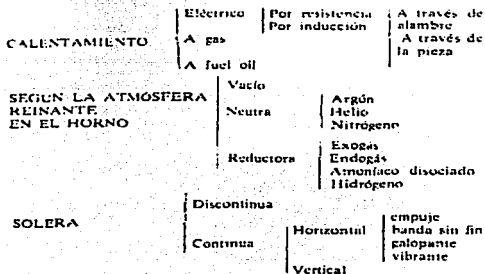 Eléctrico Por resistencia A través de
Por inducción alambre
CALENTAMIENTO A gas A través de
la pieza
A fuel oil
Vacío
SEGUN LA ATMÓSFERA Argón
REINANTE Neutra Helio
EN EL HORNO Nitrógeno
Exogás
Reductora Endogás
Amoníaco disociado
Hidrógeno
Discontinua
SOLERA empuje
Continua Horizontal banda sin fin
galopante
vibrante
Vertical